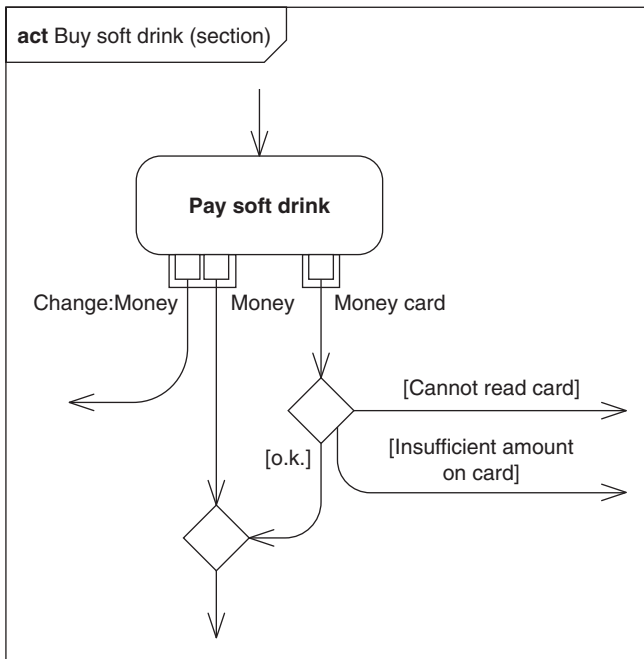 act Buy soft drink (section)
Pay soft drink
Change:Money
Money
Money card
[Cannot read card]
[Insufficient amount
on card]
[o.k.]